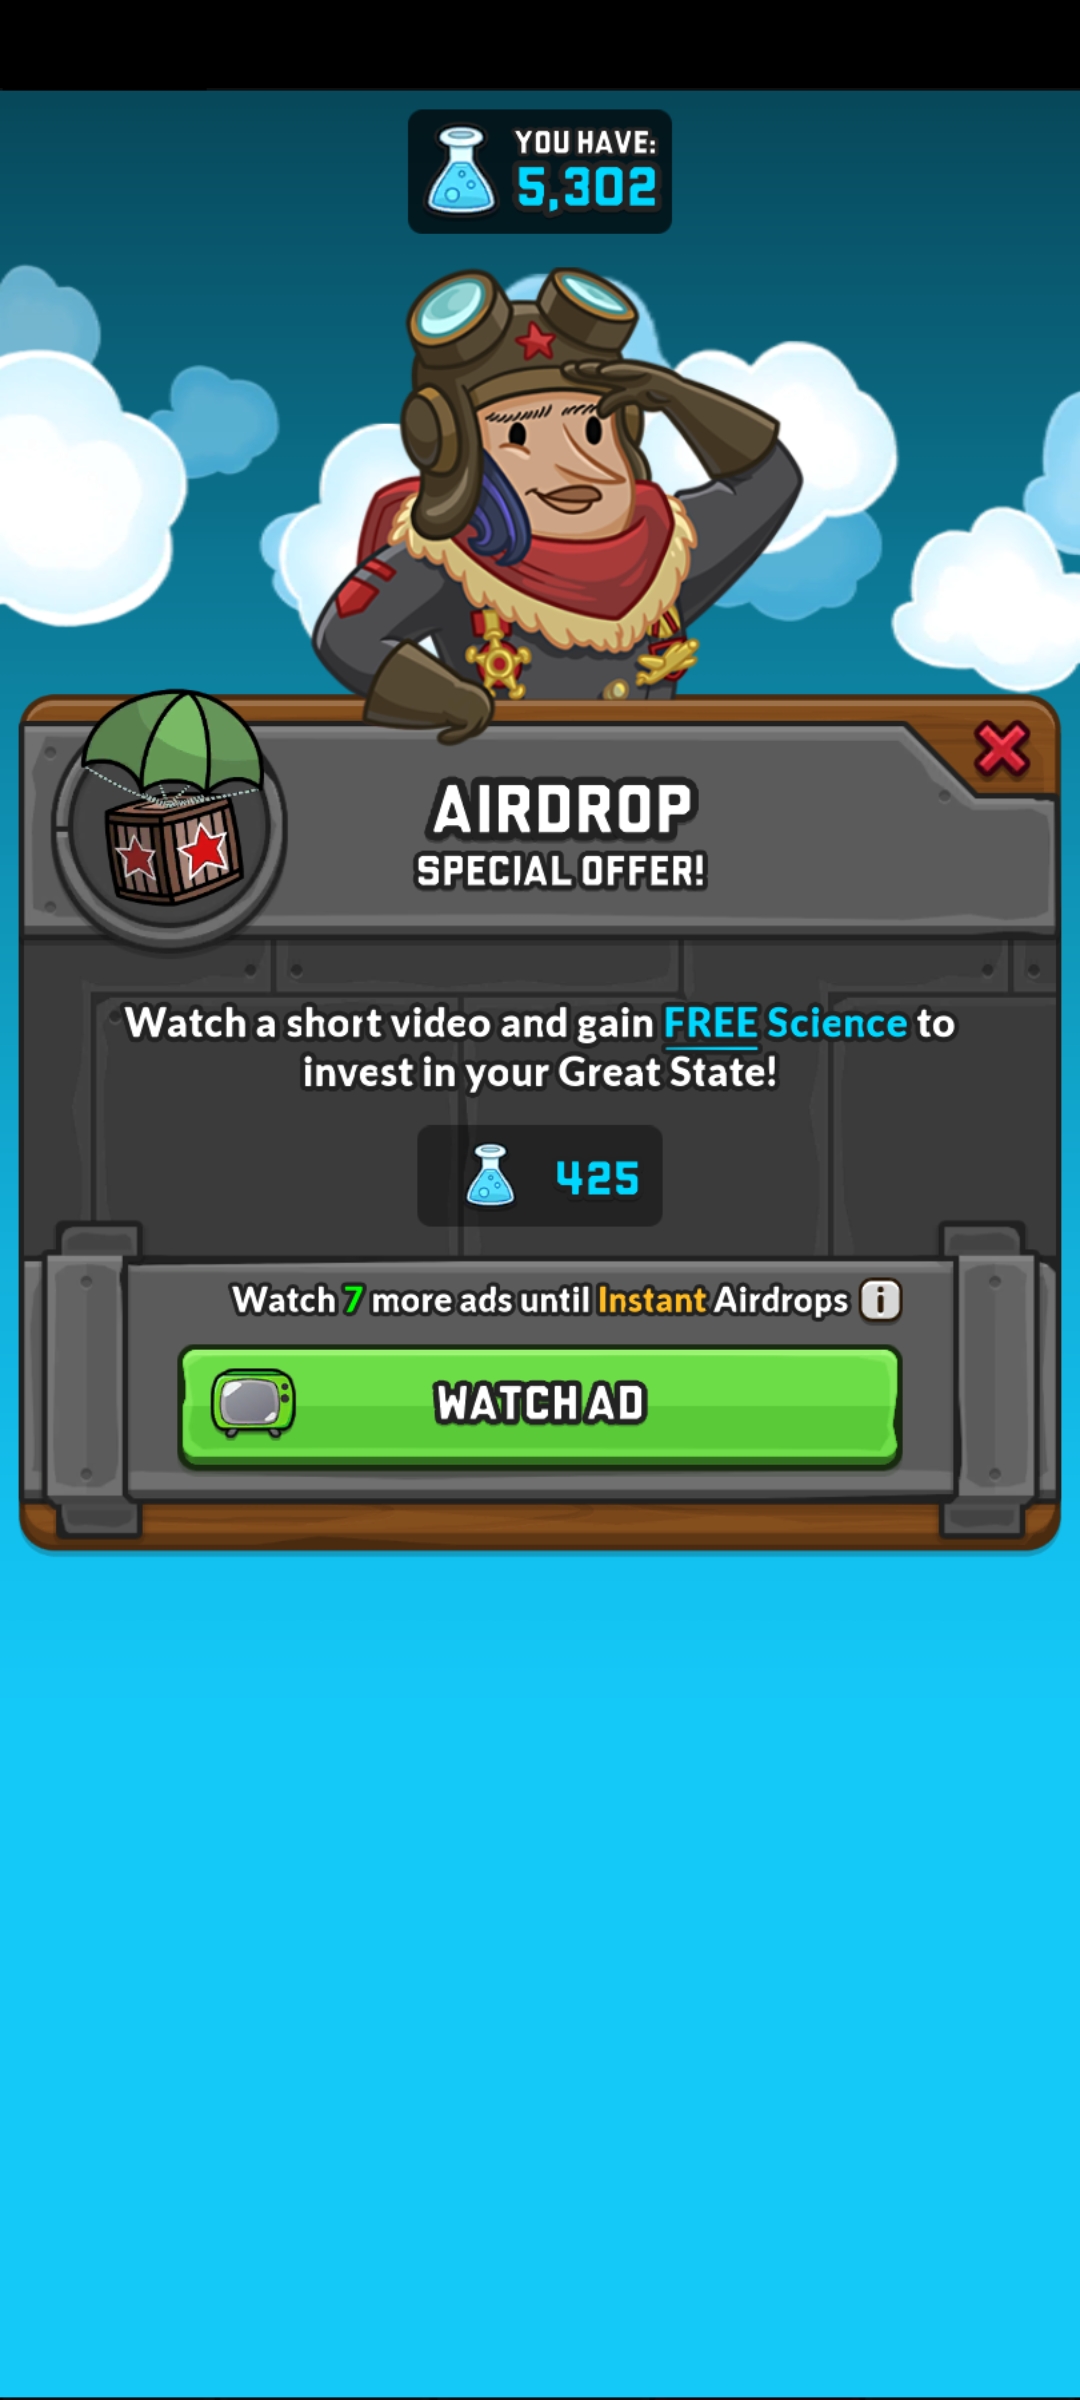 YOU HAVE:
5,302
AIRDROP
SPECIAL OFFER!
Watch a short video and gain FREE Science to
invest in your Great State!
425
Watch 7 more ads until Instant Airdrops i
WATCH AD